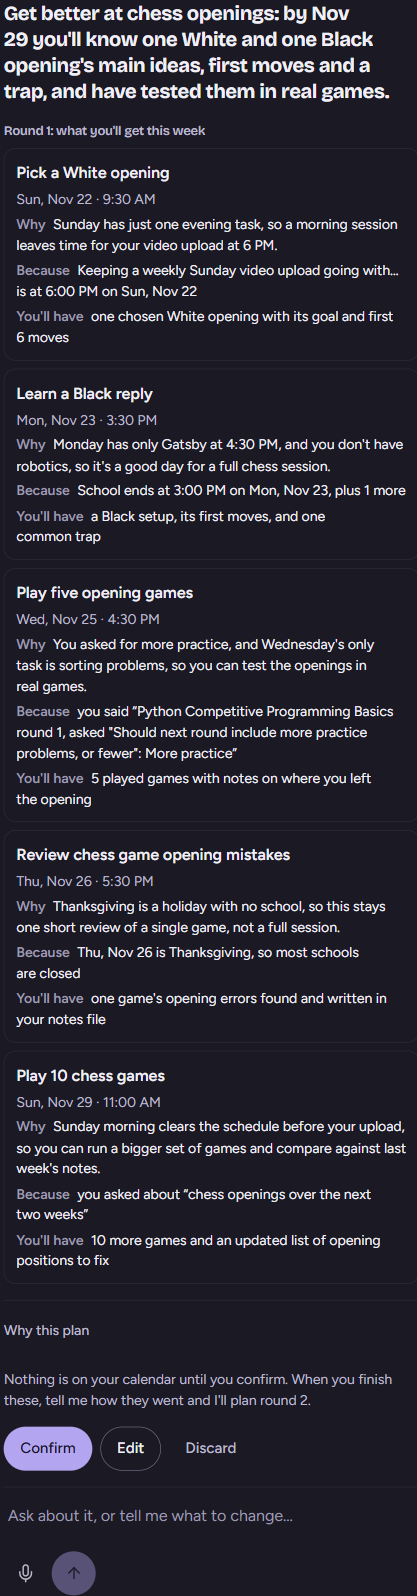 Get better at chess openings: by Nov
29 you'll know one White and one Black
opening's main ideas, first moves and a
trap, and have tested them in real games.
Round 1: what you'll get this week
Pick a White opening
Sun, Nov 22 · 9:30 AM
Why Sunday has just one evening task, so a morning session
leaves time for your video upload at 6 PM.
Because Keeping a weekly Sunday video upload going with...
is at 6:00 PM on Sun, Nov 22
You'll have one chosen White opening with its goal and first
6 moves
Learn a Black reply
Mon, Nov 23 · 3:30 PM
Why Monday has only Gatsby at 4:30 PM, and you don't have
robotics, so it's a good day for a full chess session.
Because School ends at 3:00 PM on Mon, Nov 23, plus 1 more
You'll have a Black setup, its first moves, and one
common trap
Play five opening games
Wed, Nov 25 · 4:30 PM
Why You asked for more practice, and Wednesday's only
task is sorting problems, so you can test the openings in
real games.
Because you said "Python Competitive Programming Basics
round 1, asked "Should next round include more practice
problems, or fewer": More practice"
You'll have 5 played games with notes on where you left
the opening
Review chess game opening mistakes
Thu, Nov 26 · 5:30 PM
Why Thanksgiving is a holiday with no school, so this stays
one short review of a single game, not a full session.
Because Thu, Nov 26 is Thanksgiving, so most schools
are closed
You'll have one game's opening errors found and written in
your notes file
Play 10 chess games
Sun, Nov 29 · 11:00 AM
Why Sunday morning clears the schedule before your upload,
so you can run a bigger set of games and compare against last
week's notes.
Because you asked about "chess openings over the next
two weeks"
You'll have 10 more games and an updated list of opening
positions to fix
Why this plan
Nothing is on your calendar until you confirm. When you finish
these, tell me how they went and I'll plan round 2.
Confirm Edit Discard
Ask about it, or tell me what to change...